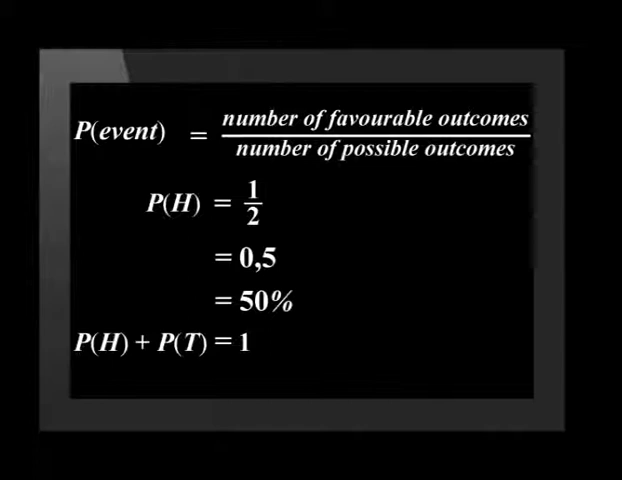 P(event) = number of favourable outcomes / number of possible outcomes
P(H) = 1/2
= 0,5
= 50%
P(H) + P(T) = 1